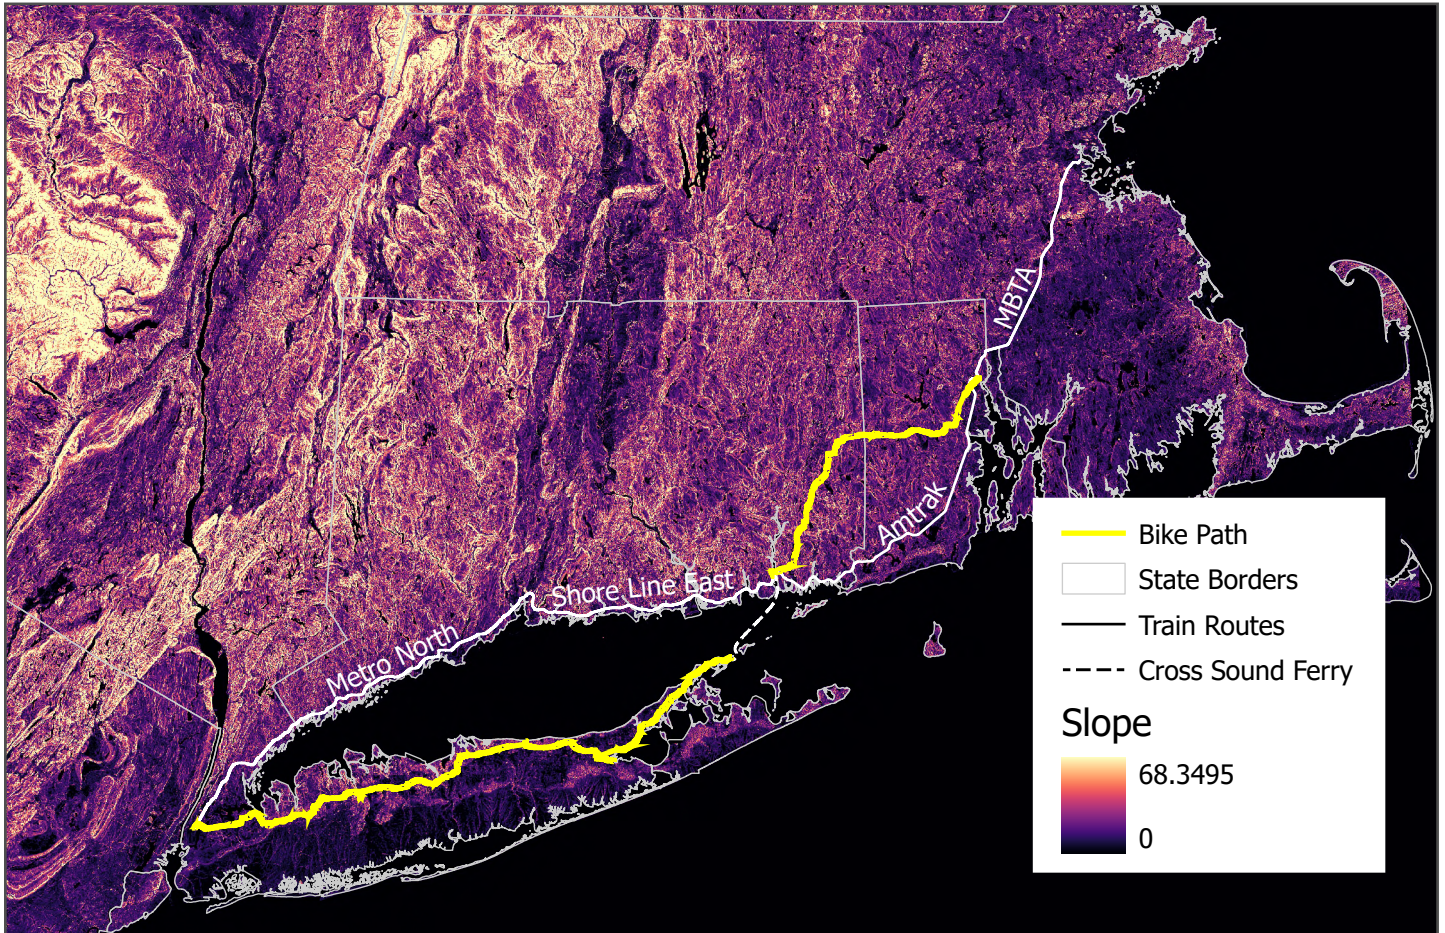 MBTA
Amtrak
Shore Line East
Metro North
Bike Path
State Borders
Train Routes
Cross Sound Ferry
Slope
68.3495
0